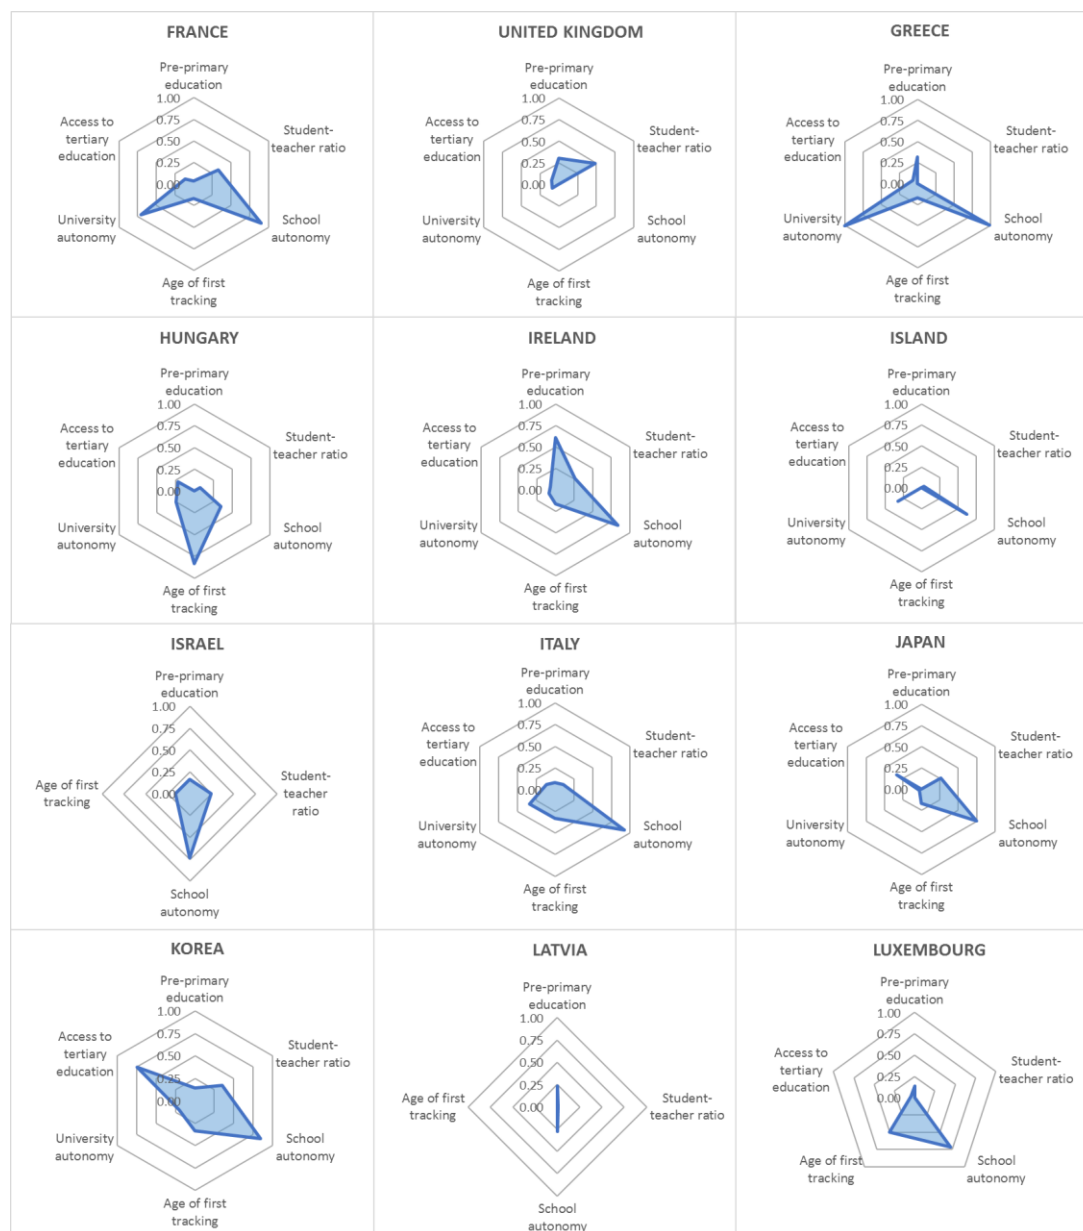 FRANCE
Pre-primary
education
1.00
0.75
0.50
0.25
0.00
Student-
teacher ratio
School
autonomy
Age of first
tracking
University
autonomy
Access to
tertiary
education
UNITED KINGDOM
Pre-primary
education
1.00
0.75
0.50
0.25
0.00
Student-
teacher ratio
School
autonomy
Age of first
tracking
University
autonomy
Access to
tertiary
education
GREECE
Pre-primary
education
1.00
0.75
0.50
0.25
0.00
Student-
teacher ratio
School
autonomy
Age of first
tracking
University
autonomy
Access to
tertiary
education
HUNGARY
Pre-primary
education
1.00
0.75
0.50
0.25
0.00
Student-
teacher ratio
School
autonomy
Age of first
tracking
University
autonomy
Access to
tertiary
education
IRELAND
Pre-primary
education
1.00
0.75
0.50
0.25
0.00
Student-
teacher ratio
School
autonomy
Age of first
tracking
University
autonomy
Access to
tertiary
education
ISLAND
Pre-primary
education
1.00
0.75
0.50
0.25
0.00
Student-
teacher ratio
School
autonomy
Age of first
tracking
University
autonomy
Access to
tertiary
education
ISRAEL
Pre-primary
education
1.00
0.75
0.50
0.25
0.00
Student-
teacher
ratio
School
autonomy
Age of first
tracking
ITALY
Pre-primary
education
1.00
0.75
0.50
0.25
0.00
Student-
teacher ratio
School
autonomy
Age of first
tracking
University
autonomy
Access to
tertiary
education
JAPAN
Pre-primary
education
1.00
0.75
0.50
0.25
0.00
Student-
teacher ratio
School
autonomy
Age of first
tracking
University
autonomy
Access to
tertiary
education
KOREA
Pre-primary
education
1.00
0.75
0.50
0.25
0.00
Student-
teacher ratio
School
autonomy
Age of first
tracking
University
autonomy
Access to
tertiary
education
LATVIA
Pre-primary
education
1.00
0.75
0.50
0.25
0.00
Student-
teacher ratio
School
autonomy
Age of first
tracking
LUXEMBOURG
Pre-primary
education
1.00
0.75
0.50
0.25
0.00
Student-
teacher ratio
School
autonomy
Age of first
tracking
Access to
tertiary
education